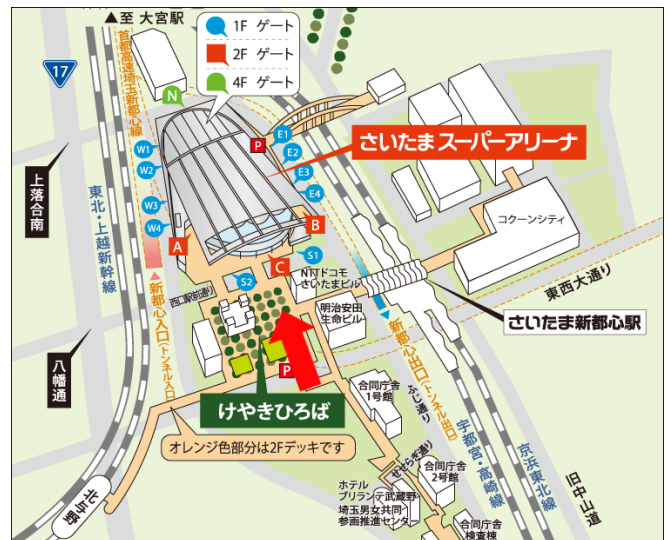 ▲至 大宮駅
17
首都高速埼玉新都心線
1F ゲート
2F ゲート
4F ゲート
N
W1
W2
W3
W4
P
E1
E2
E3
E4
さいたまスーパーアリーナ
上落合南
東北・上越新幹線
A
B
C
S1
S2
NTTドコモ
さいたまビル
コクーンシティ
西口駅前通り
▲新都心入口(トンネル入口)
明治安田
生命ビル
東西大通り
さいたま新都心駅
八幡通
P
けやきひろば
▼新都心出口(トンネル出口)
ふじ通り
オレンジ色部分は2Fデッキです
合同庁舎
1号館
宇都宮・高崎線
京浜東北線
旧中山道
せせらぎ通り
合同庁舎
2号館
北与野
ホテル
ブリランテ武蔵野
埼玉男女共同
参画推進センター
合同庁舎
検査棟